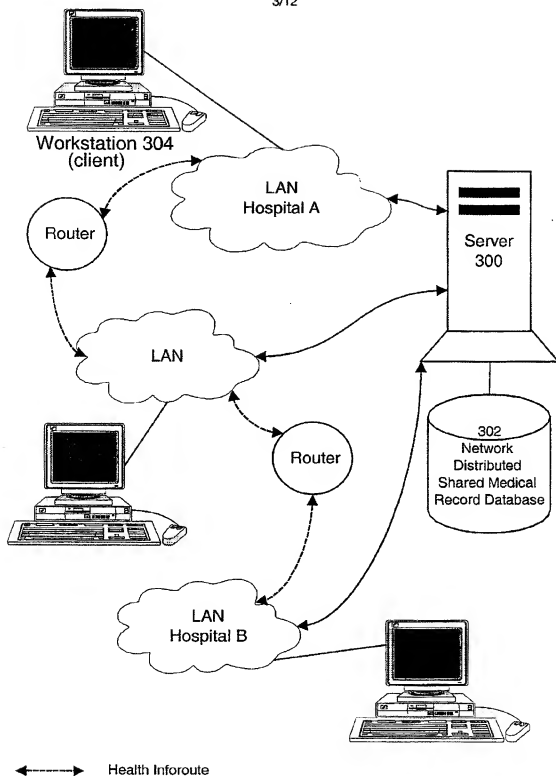 3/12
Workstation 304
(client)
LAN
Hospital A
Router
Server
300
LAN
302
Network
Distributed
Shared Medical
Record Database
Router
LAN
Hospital B
Health Inforoute